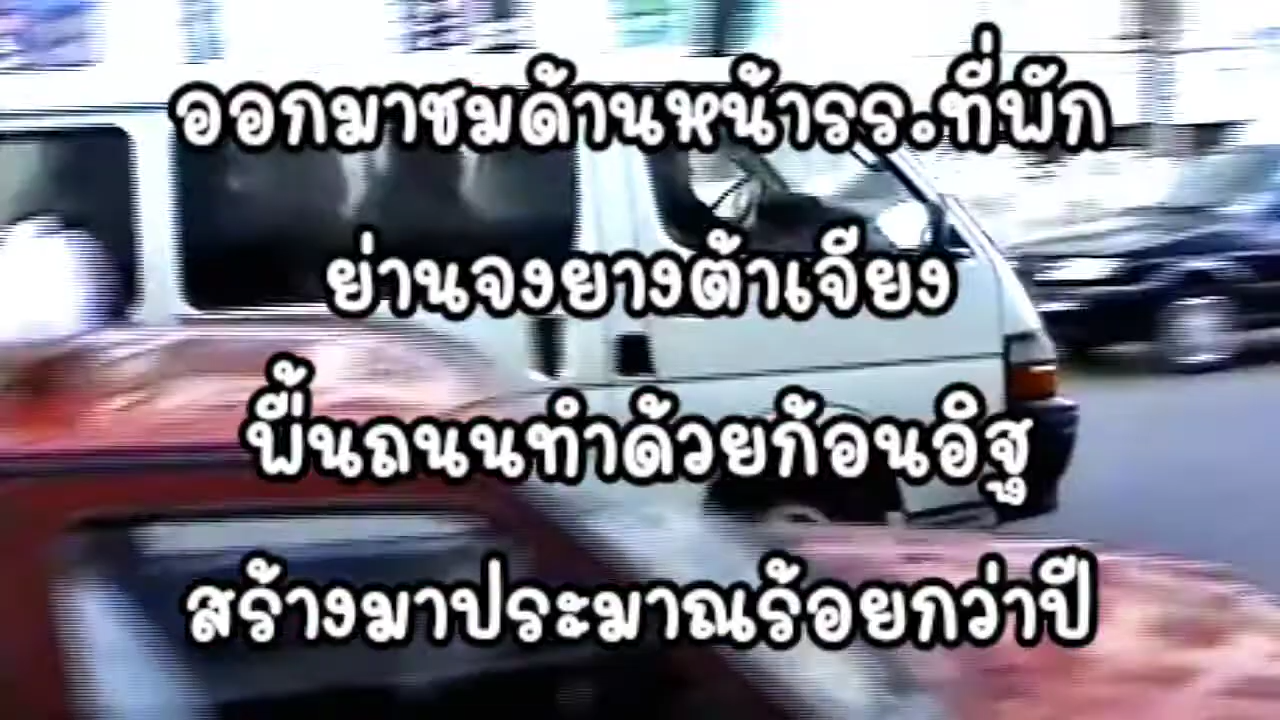 ออกมาชมด้านหน้ารร.ที่พัก
ย่านจงยางต้าเจียง
พื้นถนนทำด้วยก้อนอิฐ
สร้างมาประมาณร้อยกว่าปี